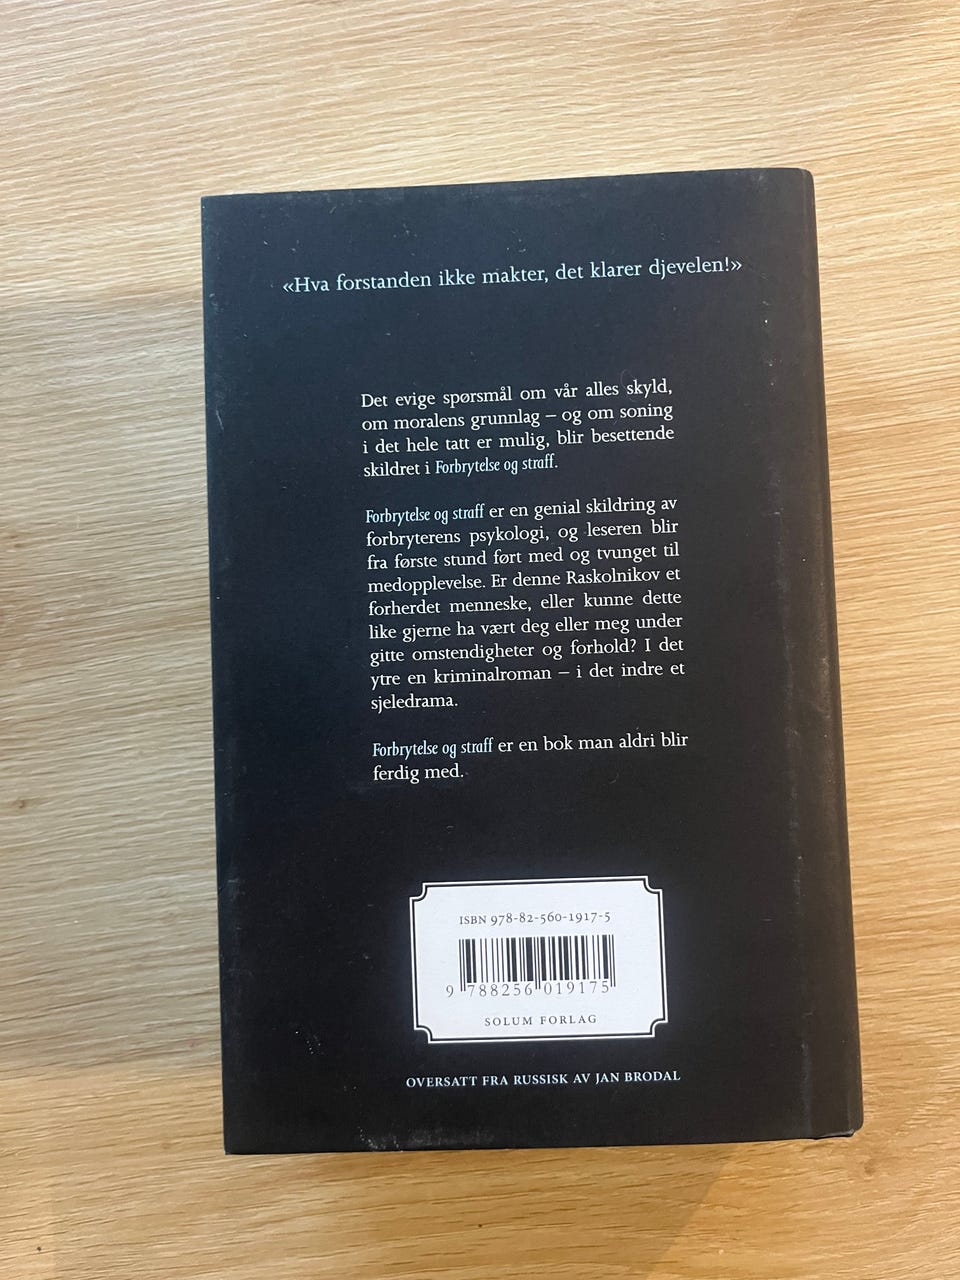 «Hva forstanden ikke makter, det klarer djevelen!»
Det evige spørsmål om vår alles skyld,
om moralens grunnlag – og om soning
i det hele tatt er mulig, blir besettende
skildret i Forbrytelse og straff.
Forbrytelse og straff er en genial skildring av
forbryterens psykologi, og leseren blir
fra første stund ført med og tvunget til
medopplevelse. Er denne Raskolnikov et
forherdet menneske, eller kunne dette
like gjerne ha vært deg eller meg under
gitte omstendigheter og forhold? I det
ytre en kriminalroman – i det indre et
sjeledrama.
Forbrytelse og straff er en bok man aldri blir
ferdig med.
ISBN 978-82-560-1917-5
9 788256 019175
SOLUM FORLAG
OVERSATT FRA RUSSISK AV JAN BRODAL